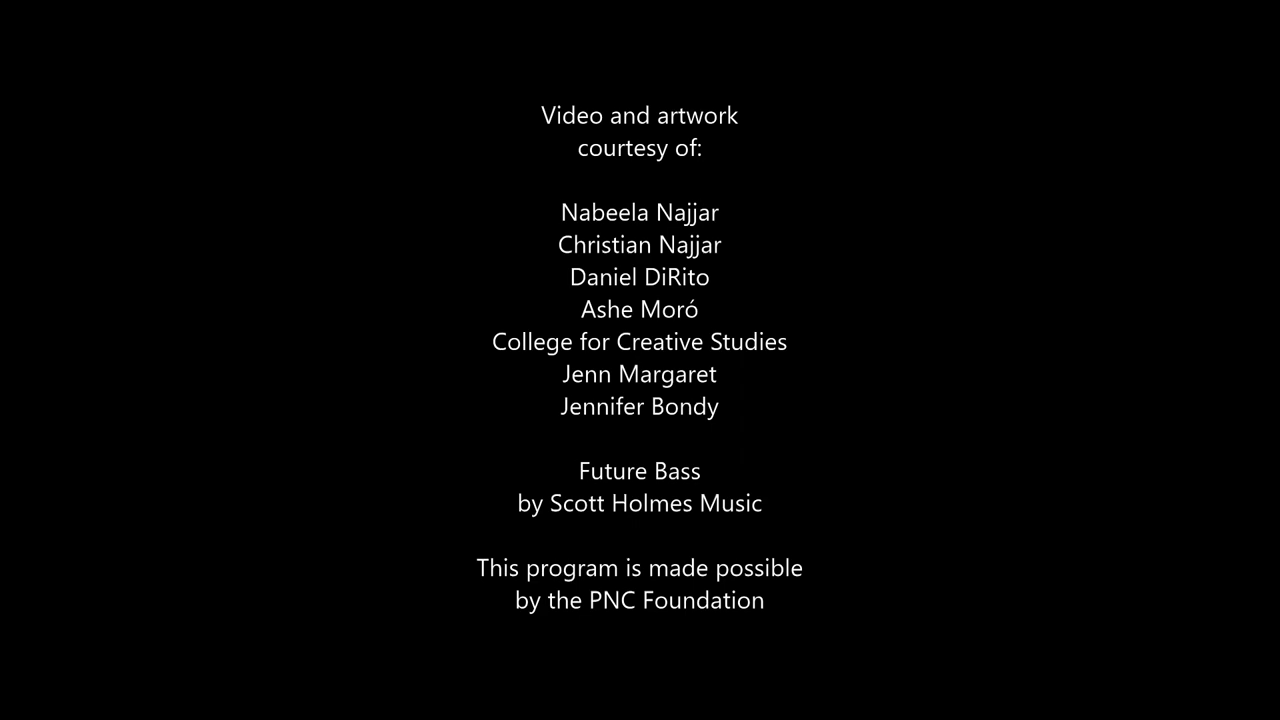 Video and artwork
courtesy of:
Nabeela Najjar
Christian Najjar
Daniel DiRito
Ashe Moró
College for Creative Studies
Jenn Margaret
Jennifer Bondy
Future Bass
by Scott Holmes Music
This program is made possible
by the PNC Foundation